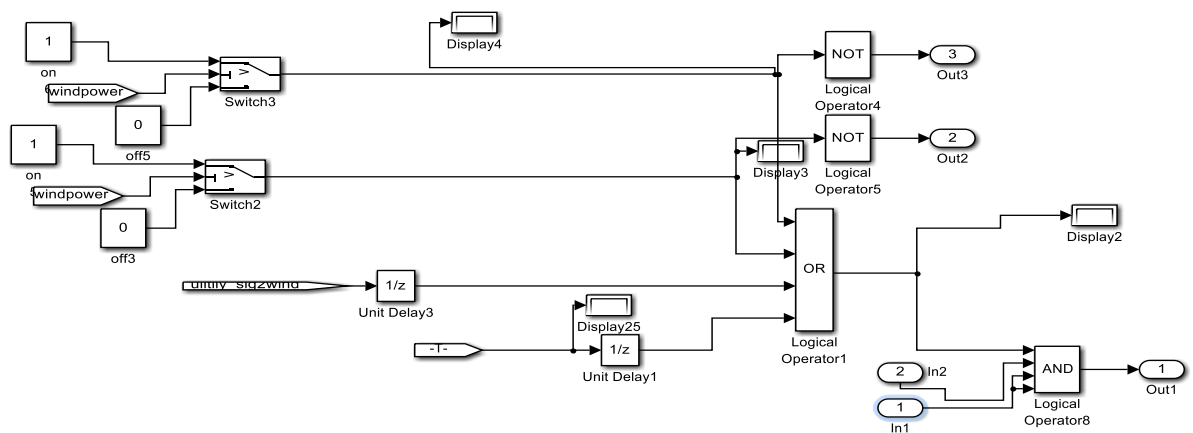 Display4
1
on
windpower
>
Switch3
0
off5
NOT
Logical
Operator4
3
Out3
1
on
windpower
>
Switch2
0
off3
Display3
NOT
Logical
Operator5
2
Out2
Display2
1/z
Unit Delay3
OR
Logical
Operator1
Display25
-T-
1/z
Unit Delay1
2
In2
1
In1
AND
Logical
Operator8
1
Out1